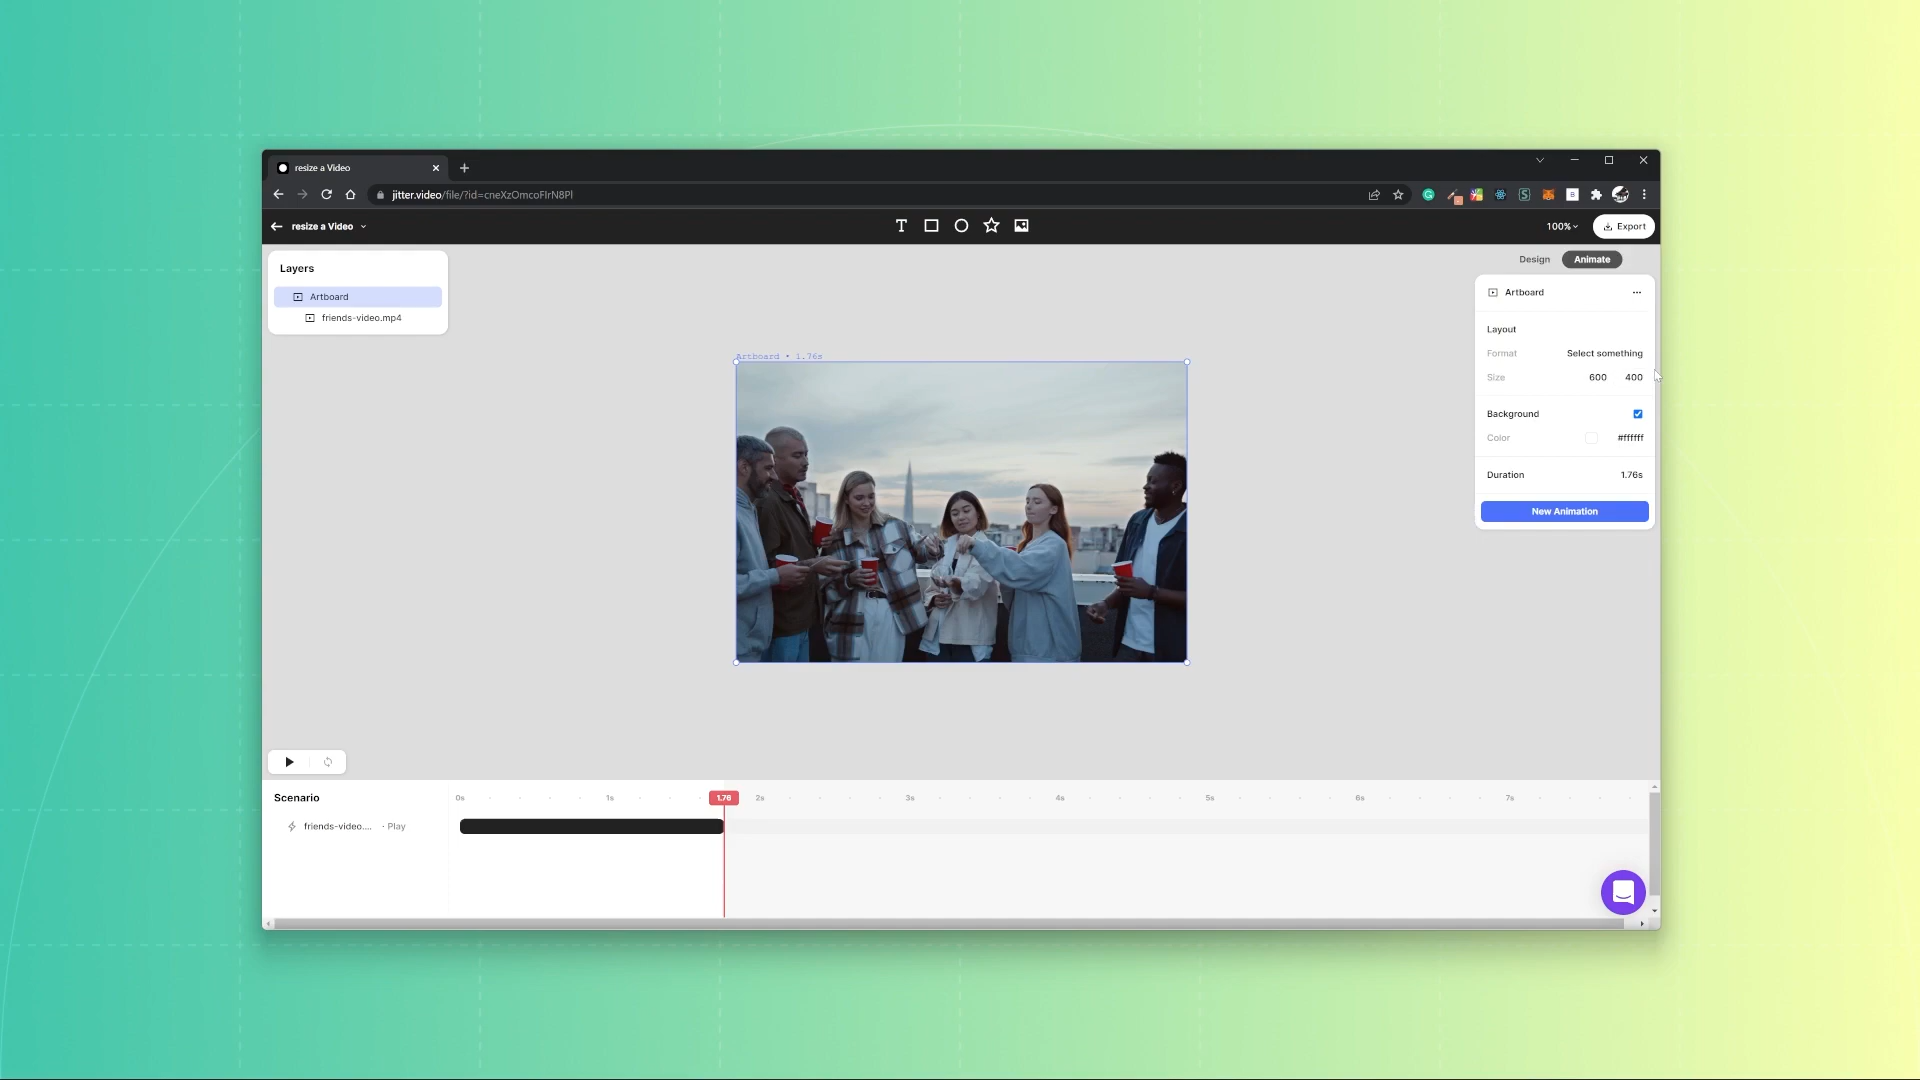 resize a Video
jitter.video/file/?id=cneXzOmcoFIrN8Pl
resize a Video
100%
Export
Layers
Artboard
friends-video.mp4
Design
Animate
Artboard
Layout
Format
Select something
Size
600
400
Background
Color
#ffffff
Duration
1.76s
New Animation
Artboard • 1.76s
Scenario
0s
1s
1.76
2s
3s
4s
5s
6s
7s
friends-video.... · Play